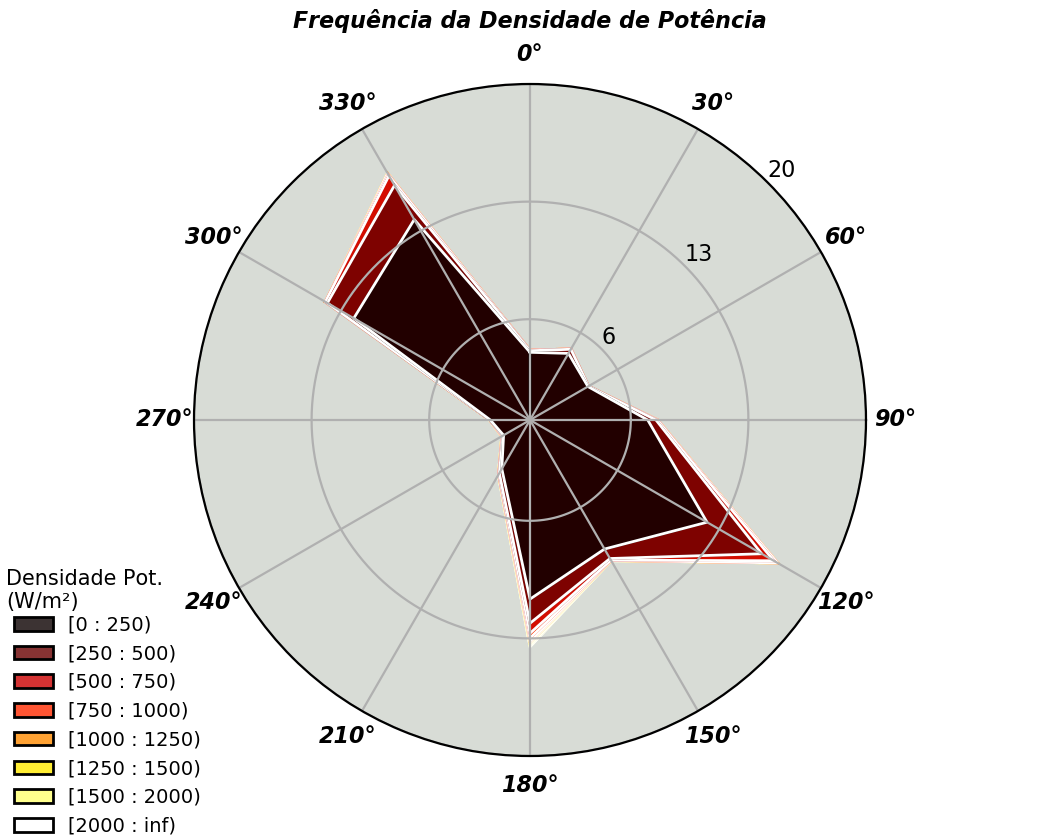 Frequência da Densidade de Potência
0°
30°
330°
20
60°
300°
13
6
90°
270°
Densidade Pot.
(W/m²)
120°
240°
[0 : 250)
[250 : 500)
[500 : 750)
[750 : 1000)
150°
210°
[1000 : 1250)
[1250 : 1500)
180°
[1500 : 2000)
[2000 : inf)